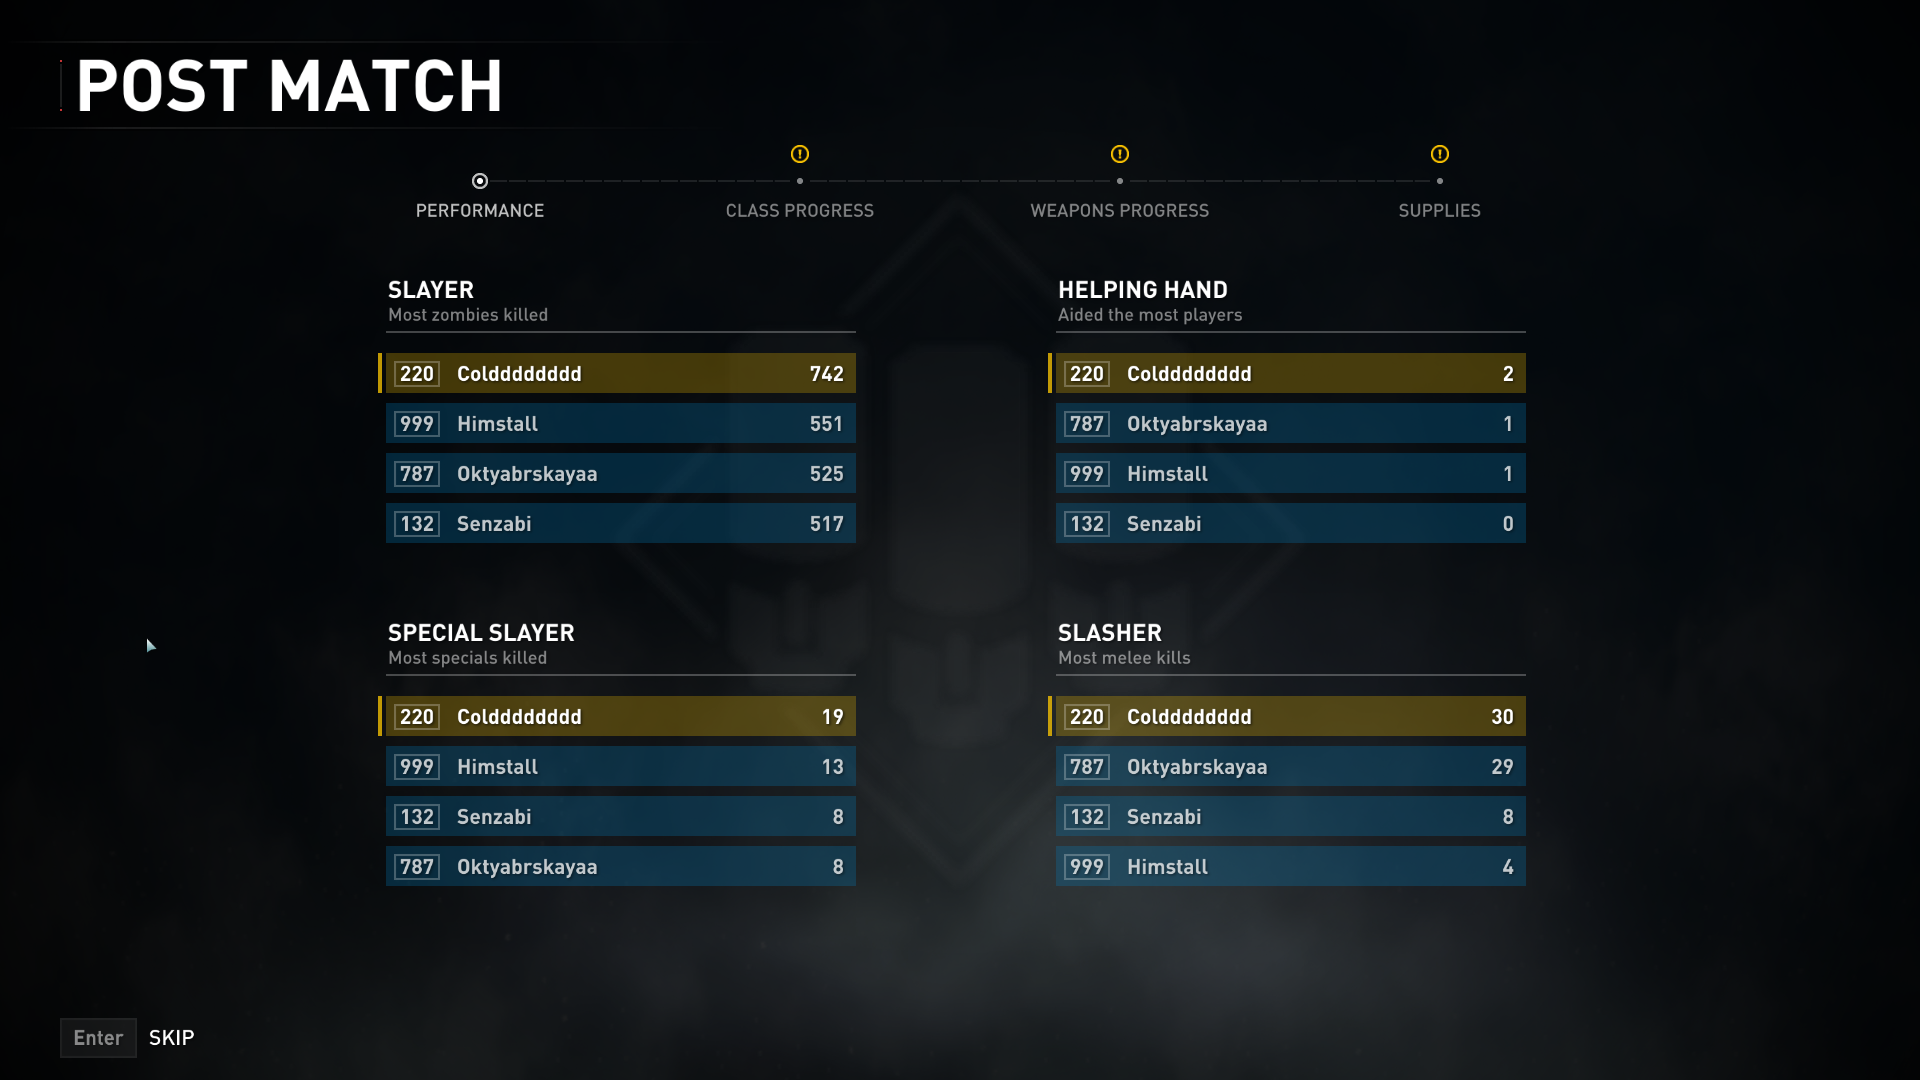 POST MATCH
PERFORMANCE
CLASS PROGRESS
WEAPONS PROGRESS
SUPPLIES
SLAYER
Most zombies killed
220 Colddddddddd 742
999 Himstall 551
787 Oktyabrskayaa 525
132 Senzabi 517
HELPING HAND
Aided the most players
220 Colddddddddd 2
787 Oktyabrskayaa 1
999 Himstall 1
132 Senzabi 0
SPECIAL SLAYER
Most specials killed
220 Colddddddddd 19
999 Himstall 13
132 Senzabi 8
787 Oktyabrskayaa 8
SLASHER
Most melee kills
220 Colddddddddd 30
787 Oktyabrskayaa 29
132 Senzabi 8
999 Himstall 4
Enter SKIP